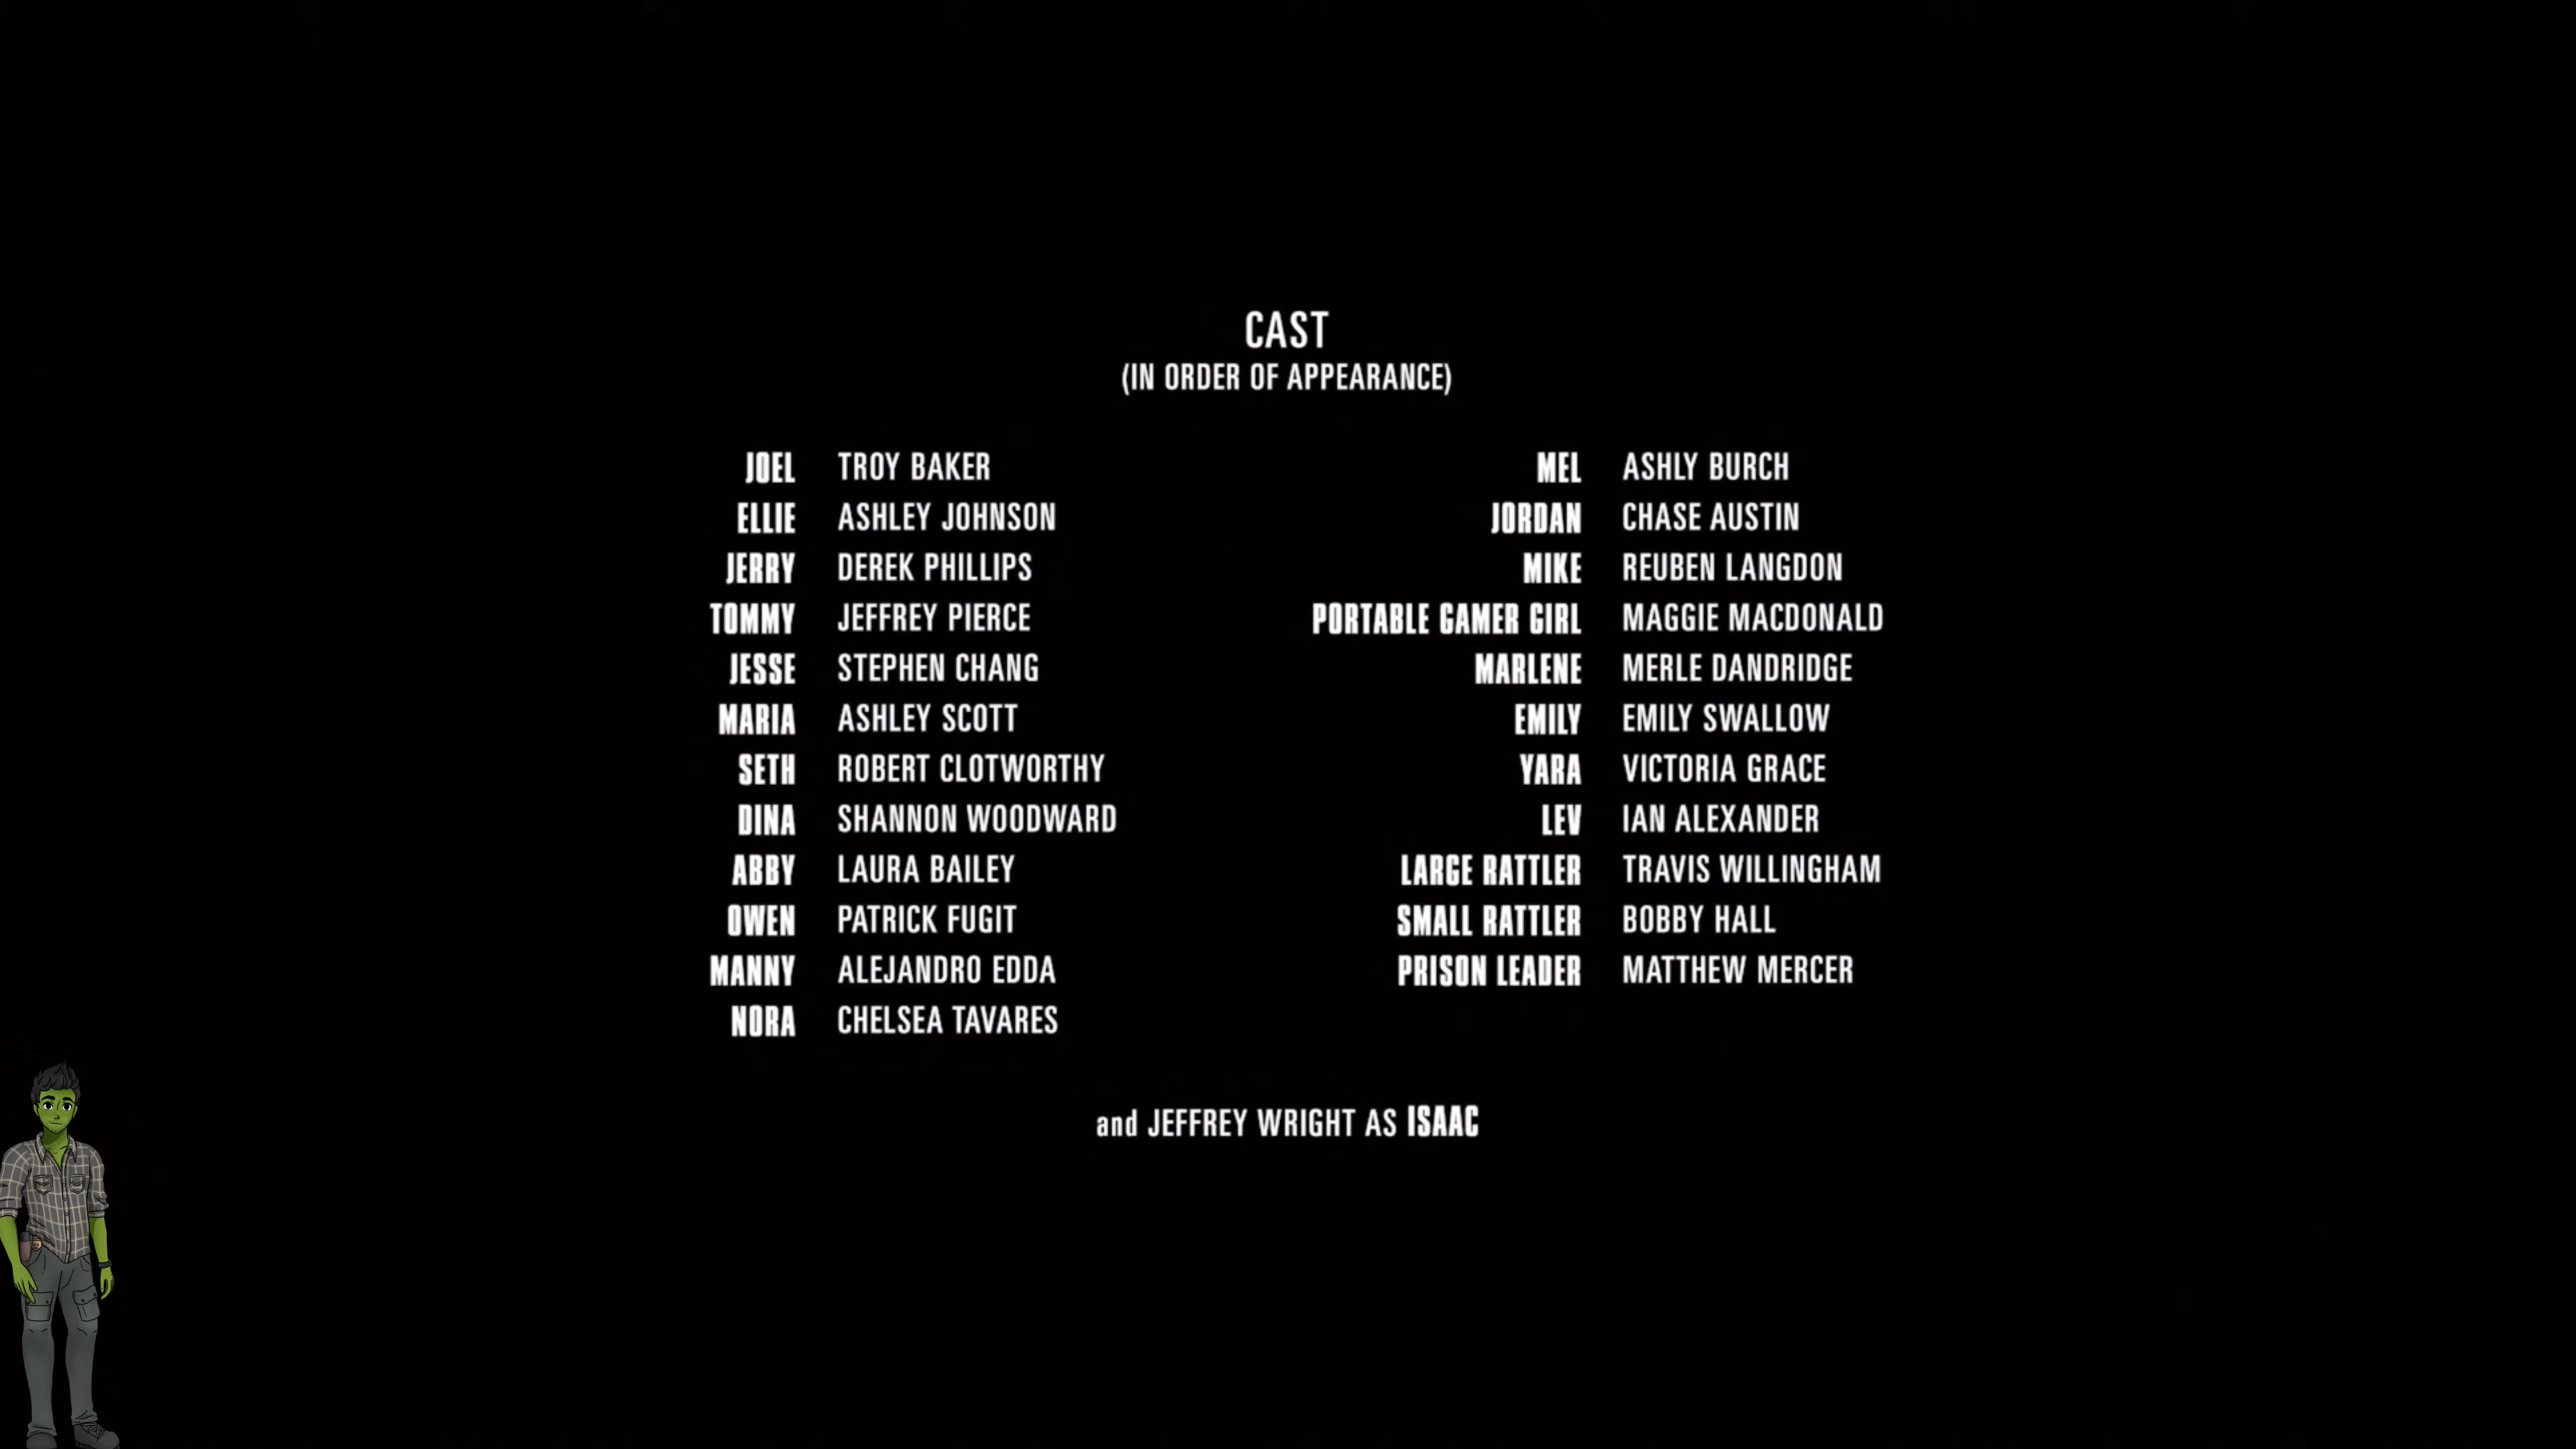 CAST
(IN ORDER OF APPEARANCE)
JOEL TROY BAKER
ELLIE ASHLEY JOHNSON
JERRY DEREK PHILLIPS
TOMMY JEFFREY PIERCE
JESSE STEPHEN CHANG
MARIA ASHLEY SCOTT
SETH ROBERT CLOTWORTHY
DINA SHANNON WOODWARD
ABBY LAURA BAILEY
OWEN PATRICK FUGIT
MANNY ALEJANDRO EDDA
NORA CHELSEA TAVARES
MEL ASHLY BURCH
JORDAN CHASE AUSTIN
MIKE REUBEN LANGDON
PORTABLE GAMER GIRL MAGGIE MACDONALD
MARLENE MERLE DANDRIDGE
EMILY EMILY SWALLOW
YARA VICTORIA GRACE
LEV IAN ALEXANDER
LARGE RATTLER TRAVIS WILLINGHAM
SMALL RATTLER BOBBY HALL
PRISON LEADER MATTHEW MERCER
and JEFFREY WRIGHT AS ISAAC